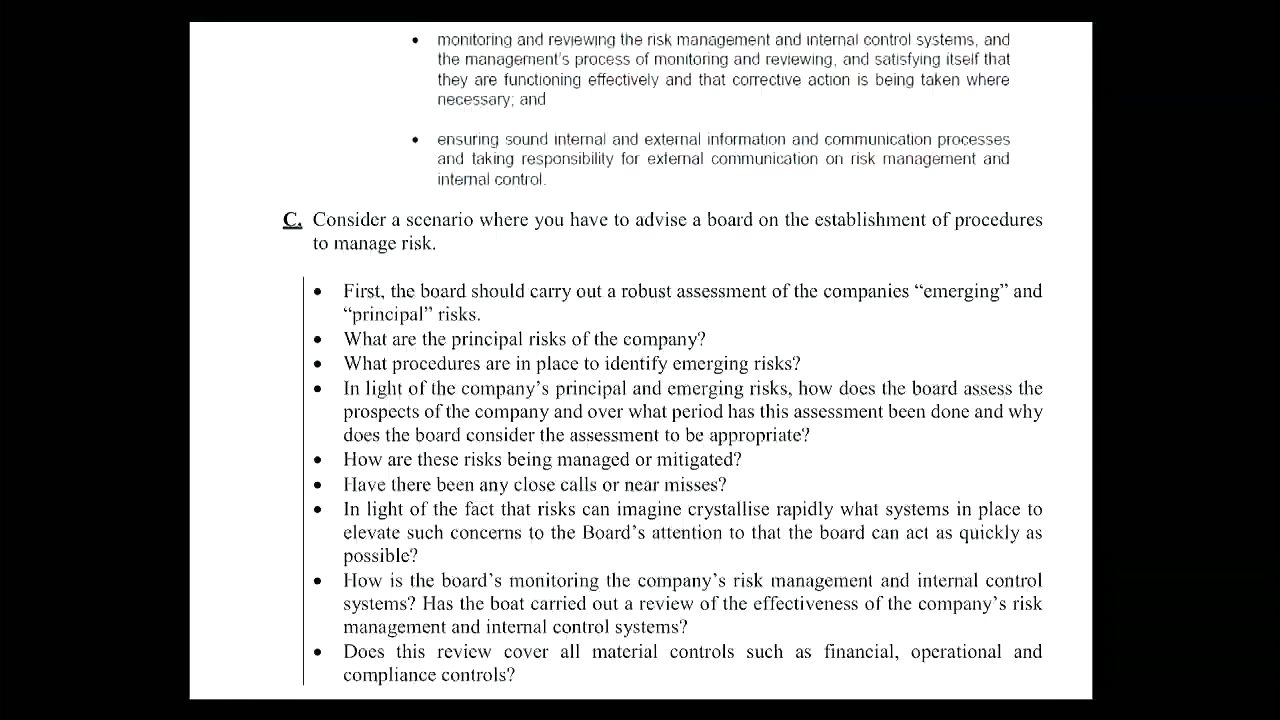 • monitoring and reviewing the risk management and internal control systems, and
the management's process of monitoring and reviewing, and satisfying itself that
they are functioning effectively and that corrective action is being taken where
necessary; and
• ensuring sound internal and external information and communication processes
and taking responsibility for external communication on risk management and
internal control.
C. Consider a scenario where you have to advise a board on the establishment of procedures
to manage risk.
• First, the board should carry out a robust assessment of the companies “emerging” and
“principal” risks.
• What are the principal risks of the company?
• What procedures are in place to identify emerging risks?
• In light of the company’s principal and emerging risks, how does the board assess the
prospects of the company and over what period has this assessment been done and why
does the board consider the assessment to be appropriate?
• How are these risks being managed or mitigated?
• Have there been any close calls or near misses?
• In light of the fact that risks can imagine crystallise rapidly what systems in place to
elevate such concerns to the Board’s attention to that the board can act as quickly as
possible?
• How is the board’s monitoring the company’s risk management and internal control
systems? Has the boat carried out a review of the effectiveness of the company’s risk
management and internal control systems?
• Does this review cover all material controls such as financial, operational and
compliance controls?